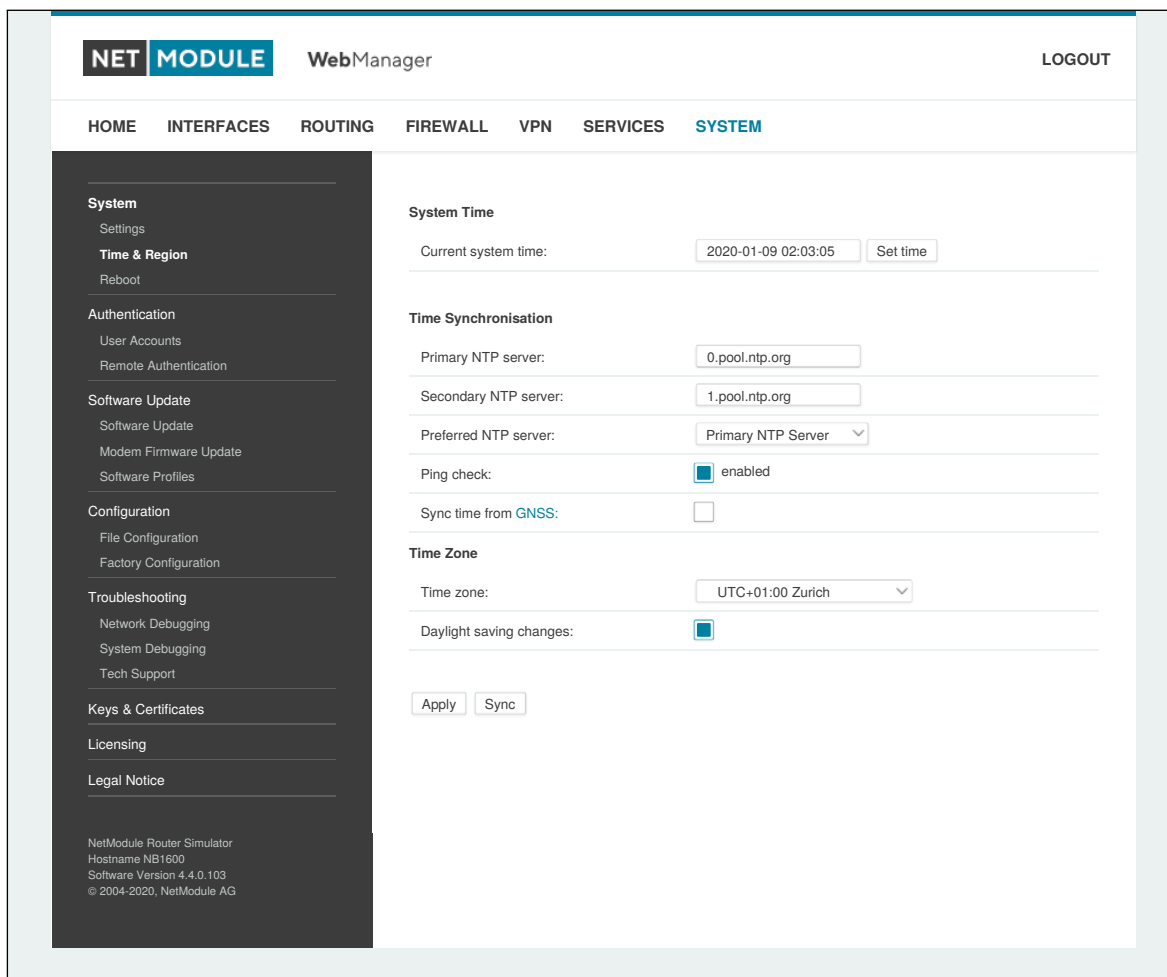 NET MODULE WebManager LOGOUT
HOME INTERFACES ROUTING FIREWALL VPN SERVICES SYSTEM
System
Settings
Time & Region
Reboot
Authentication
User Accounts
Remote Authentication
Software Update
Software Update
Modem Firmware Update
Software Profiles
Configuration
File Configuration
Factory Configuration
Troubleshooting
Network Debugging
System Debugging
Tech Support
Keys & Certificates
Licensing
Legal Notice
NetModule Router Simulator
Hostname NB1600
Software Version 4.4.0.103
© 2004-2020, NetModule AG
System Time
Current system time: 2020-01-09 02:03:05 Set time
Time Synchronisation
Primary NTP server: 0.pool.ntp.org
Secondary NTP server: 1.pool.ntp.org
Preferred NTP server: Primary NTP Server
Ping check: enabled
Sync time from GNSS:
Time Zone
Time zone: UTC+01:00 Zurich
Daylight saving changes:
Apply Sync